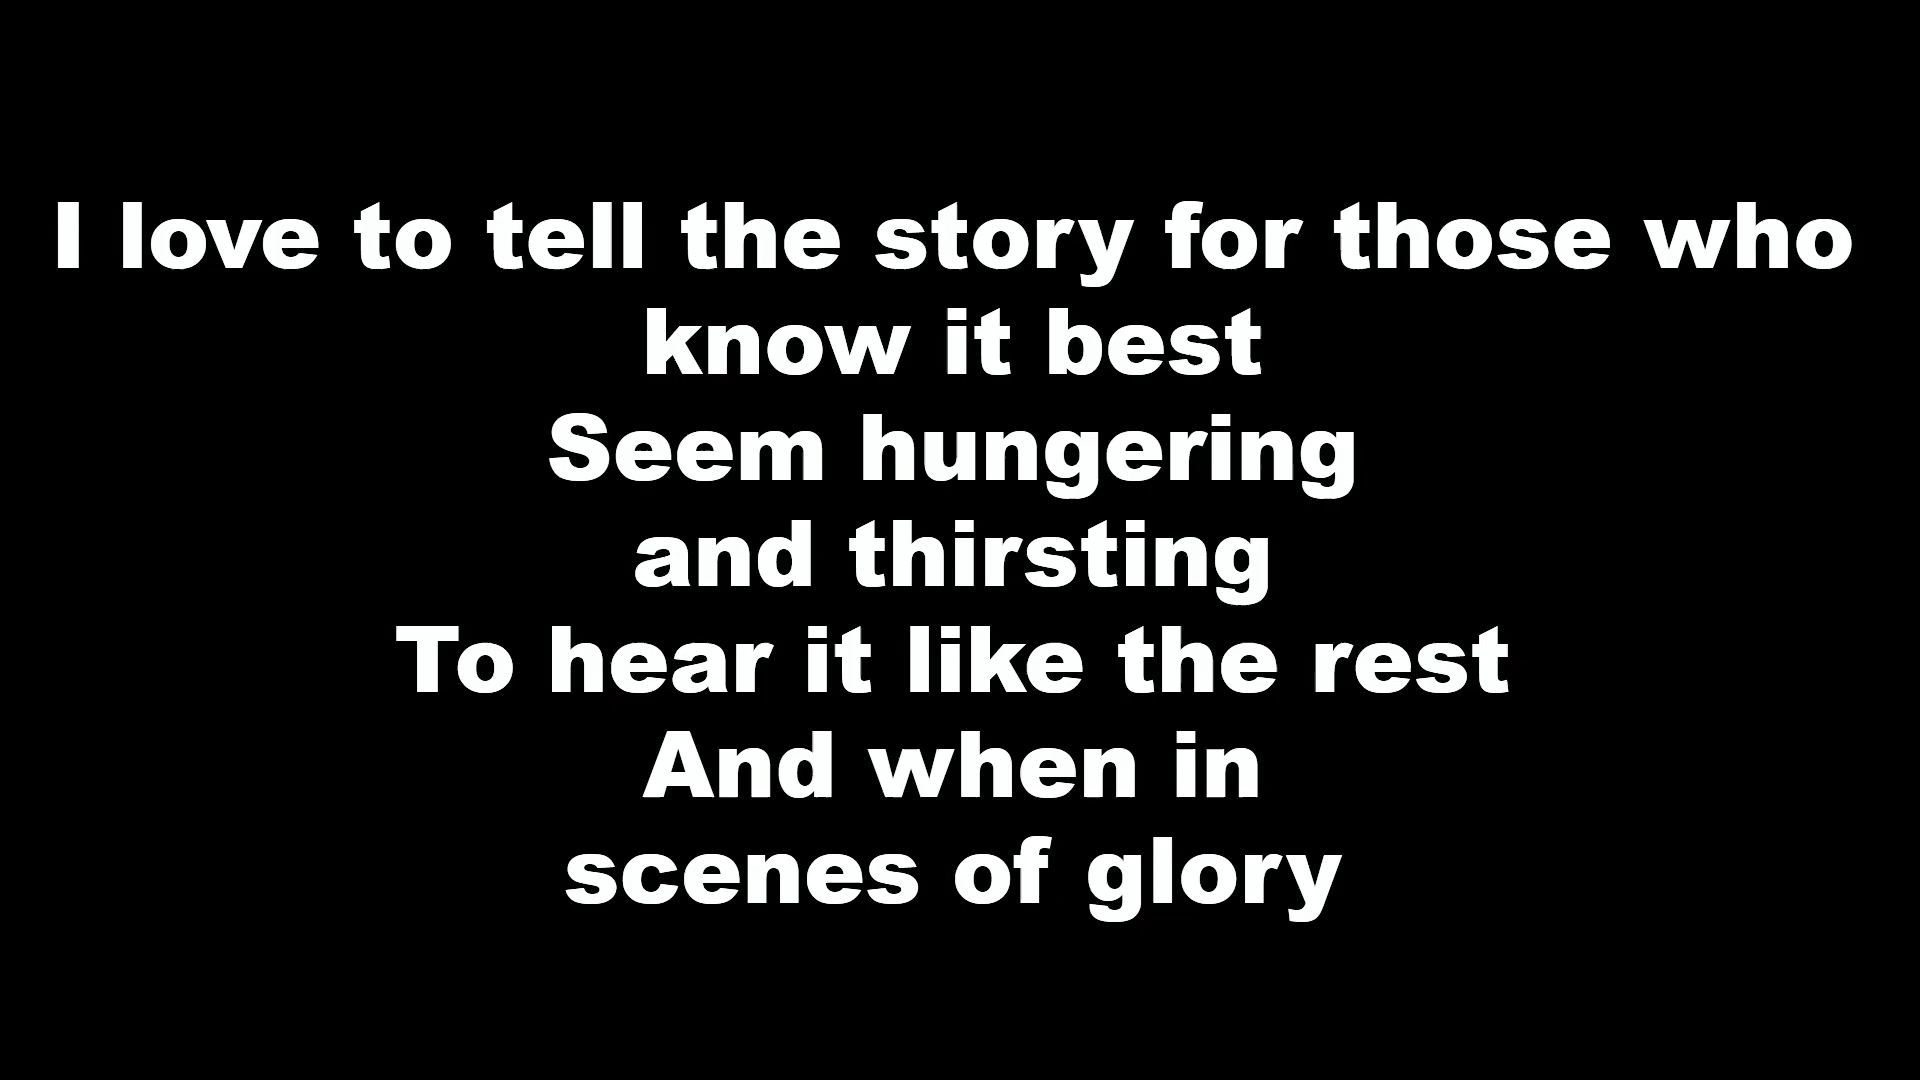 I love to tell the story for those who
know it best
Seem hungering
and thirsting
To hear it like the rest
And when in
scenes of glory